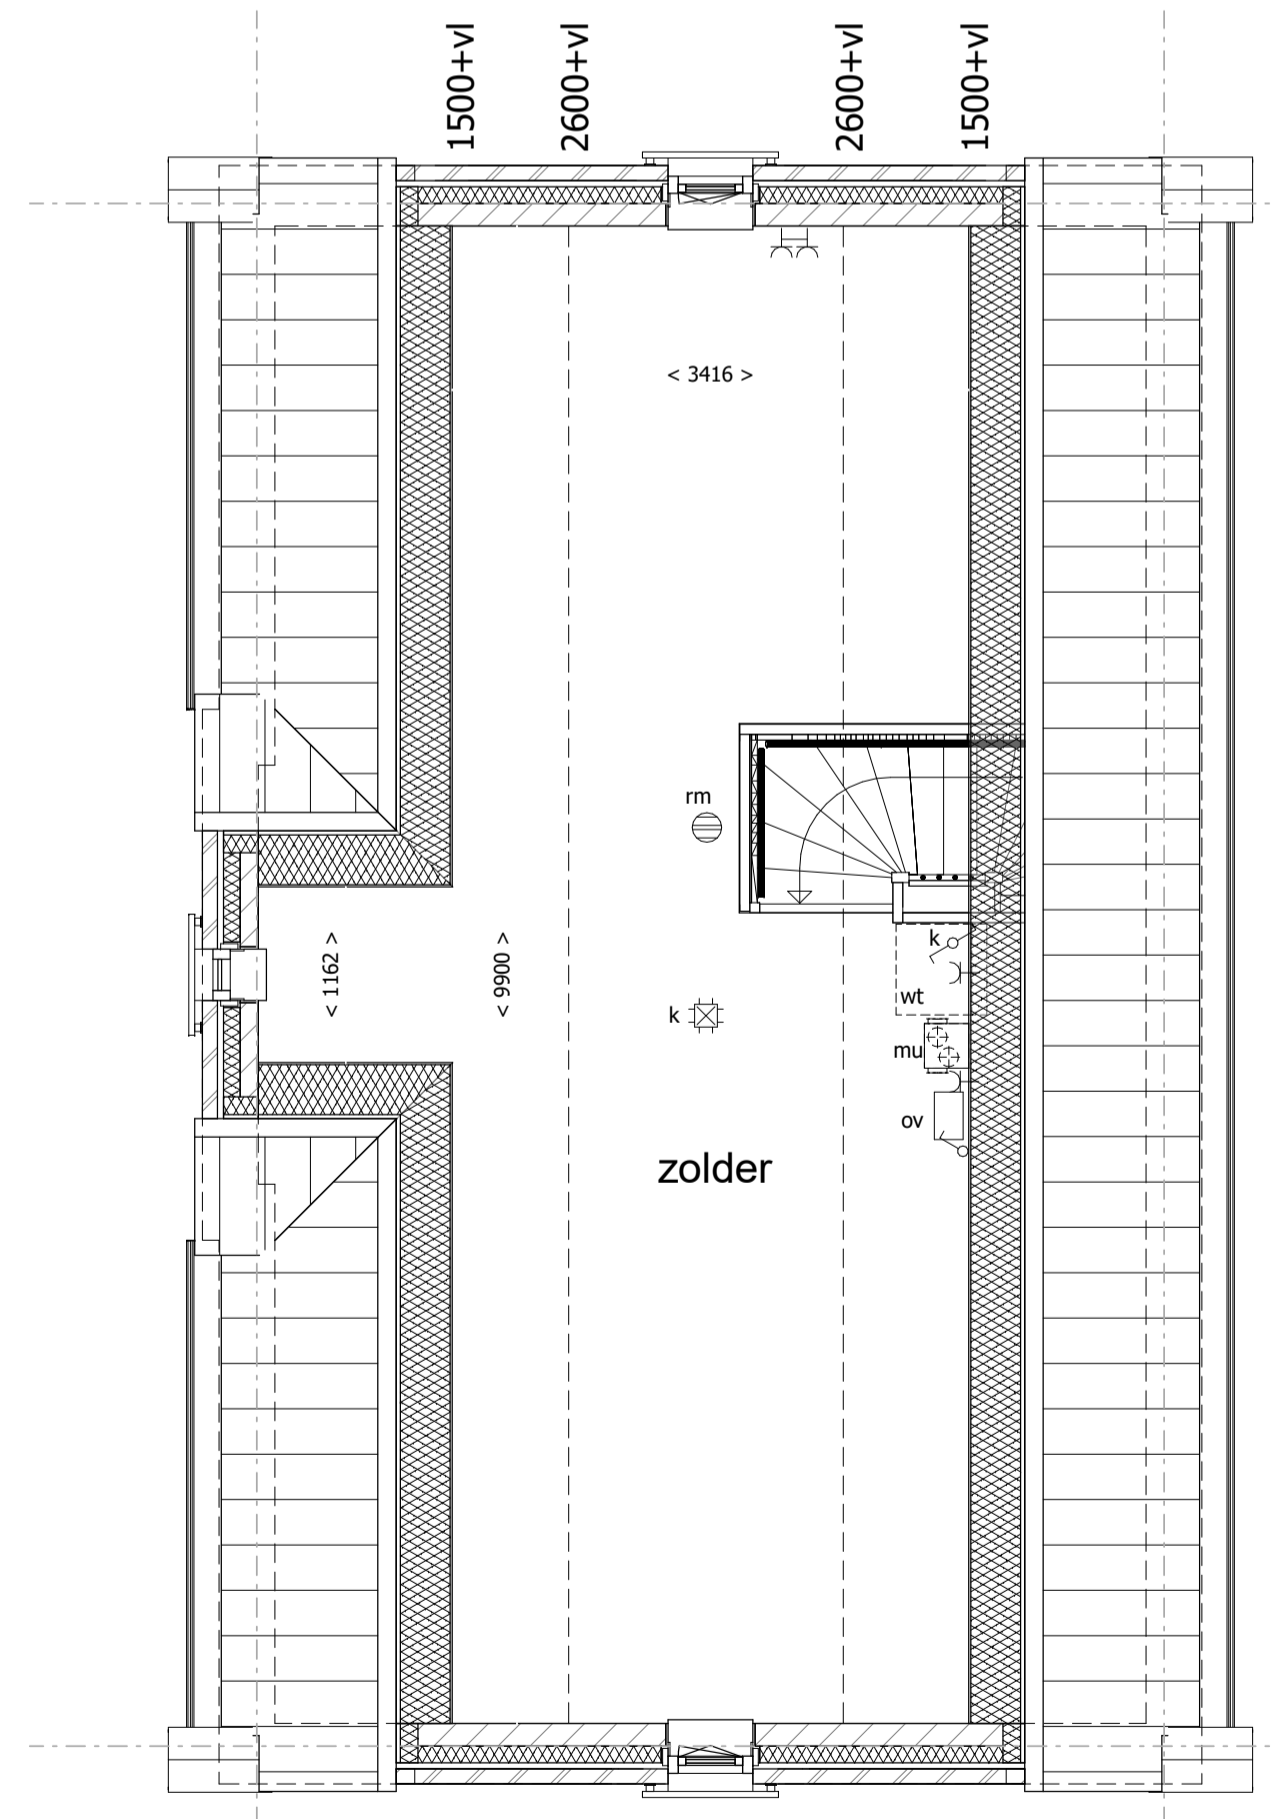 1500+vl
2600+vl
2600+vl
1500+vl
< 3416 >
rm
< 1162 >
< 9900 >
k
k
wt
mu
ov
zolder